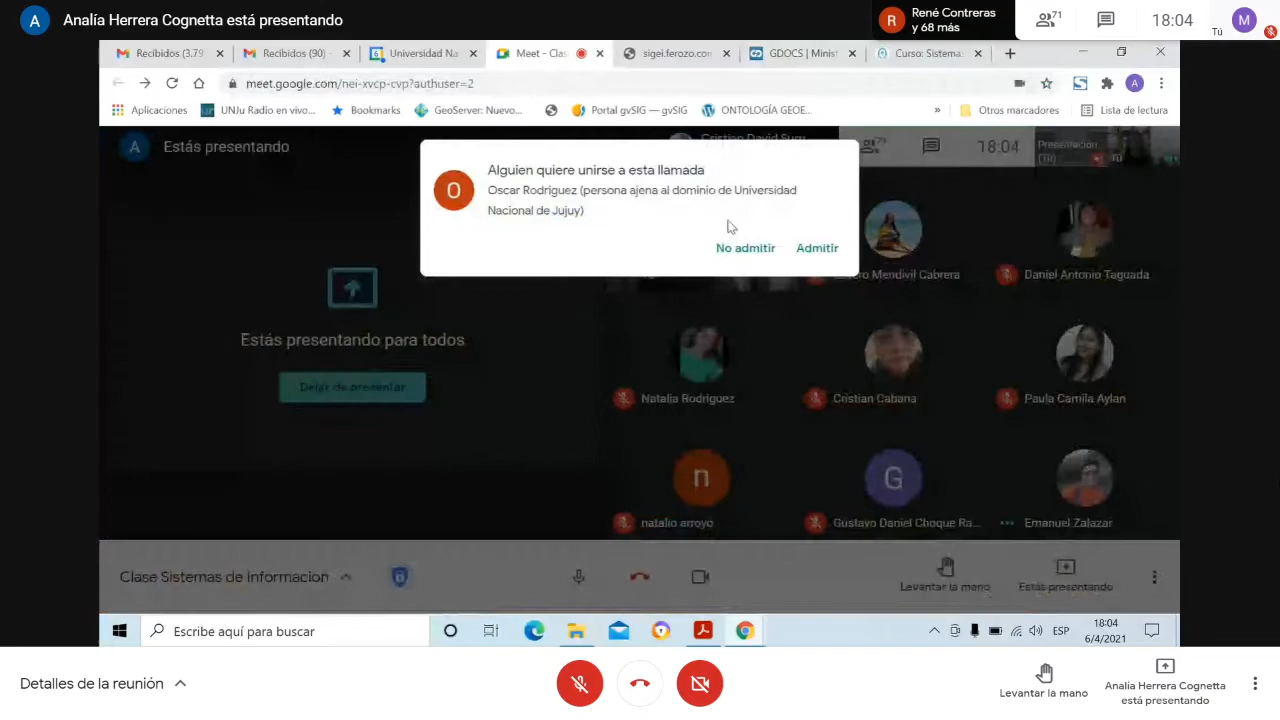 A Analía Herrera Cognetta está presentando
R René Contreras
y 68 más
71
18:04
Tú
M
Recibidos (3.79
Recibidos (90) -
Universidad Na
Meet - Clas
sigei.ferozo.com
GDOCS | Minist
Curso: Sistema
meet.google.com/nei-xvcp-cvp?authuser=2
A
Aplicaciones
UNJu Radio en vivo...
Bookmarks
GeoServer: Nuevo...
Portal gvSIG — gvSIG
ONTOLOGÍA GEOE...
»
Otros marcadores
Lista de lectura
A Estás presentando
Cristian David
18:04
Presentación
(Tú)
Tú
Alguien quiere unirse a esta llamada
O Oscar Rodriguez (persona ajena al dominio de Universidad
Nacional de Jujuy)
No admitir
Admitir
Mendivil Cabrera
Daniel Antonio Taguada
Estás presentando para todos
Dejar de presentar
Natalia Rodriguez
Cristian Cabana
Paula Camila Aylan
n
G
natalio arroyo
Gustavo Daniel Choque Ra...
Emanuel Zalazar
Clase Sistemas de Informacion
Levantar la mano
Estás presentando
Escribe aquí para buscar
ESP
18:04
6/4/2021
Detalles de la reunión
Levantar la mano
Analía Herrera Cognetta
está presentando